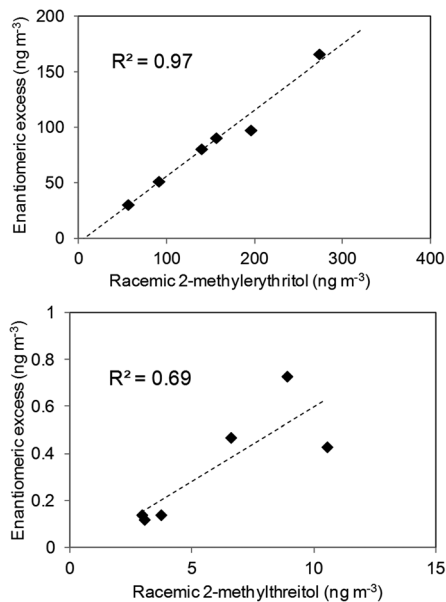 200
R² = 0.97
150
100
50
0
0 100 200 300 400
Enantiomeric excess (ng m⁻³)
Racemic 2-methylerythritol (ng m⁻³)
1
R² = 0.69
0.8
0.6
0.4
0.2
0
0 5 10 15
Enantiomeric excess (ng m⁻³)
Racemic 2-methylthreitol (ng m⁻³)